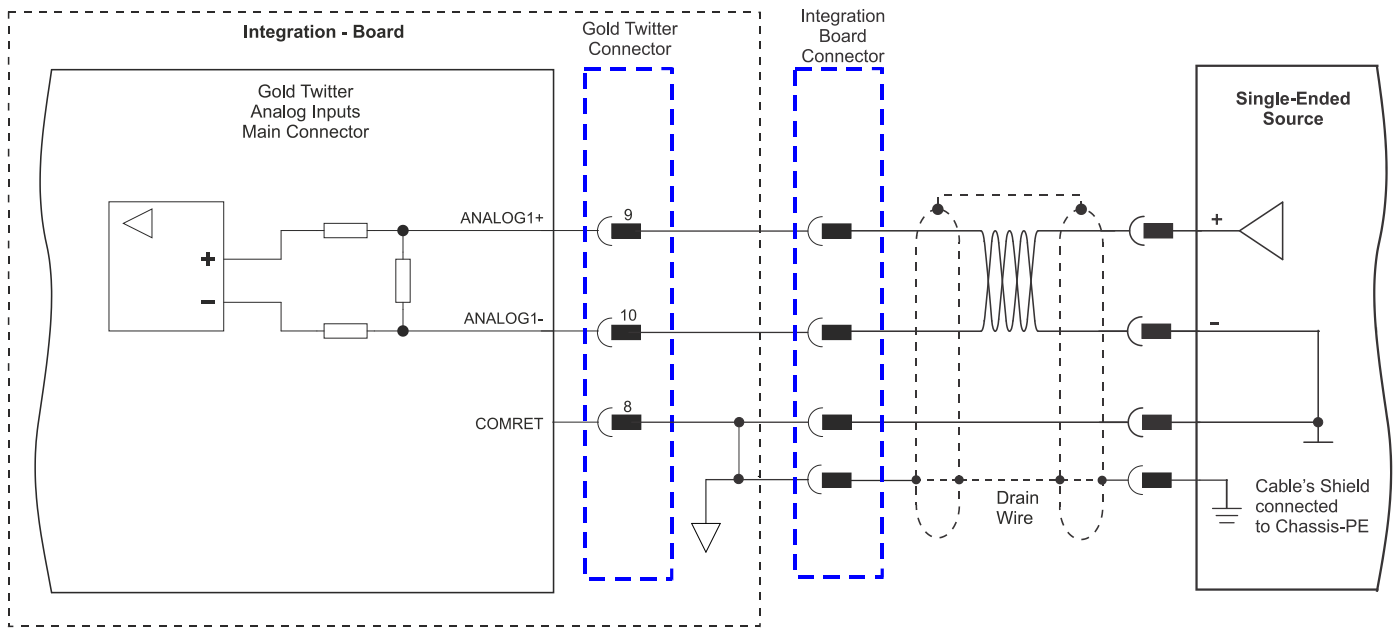 Integration - Board
Gold Twitter
Connector
Integration
Board
Connector
Gold Twitter
Analog Inputs
Main Connector
Single-Ended
Source
ANALOG1+
9
+
+
-
ANALOG1-
10
-
COMRET
8
Drain
Wire
Cable's Shield
connected
to Chassis-PE